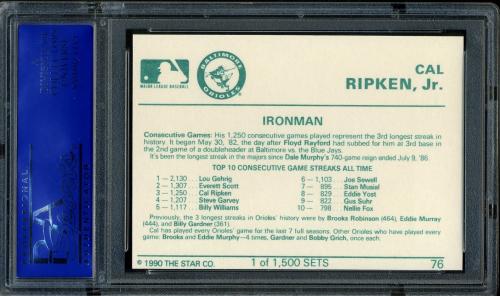 CAL
RIPKEN, Jr.
MAJOR LEAGUE BASEBALL
BALTIMORE
ORIOLES
IRONMAN
Consecutive Games: His 1,250 consecutive games played represent the 3rd longest streak in
history. It began May 30, '82, the day after Floyd Rayford had subbed for him at 3rd base in
the 2nd game of a doubleheader at Baltimore vs. the Blue Jays.
It's been the longest streak in the majors since Dale Murphy's 740-game reign ended July 9, '86.
TOP 10 CONSECUTIVE GAME STREAKS ALL TIME
1 — 2,130 Lou Gehrig
2 — 1,307 Everett Scott
3 — 1,250 Cal Ripken
4 — 1,207 Steve Garvey
5 — 1,117 Billy Williams
6 — 1,103 Joe Sewell
7 — 895 Stan Musial
8 — 829 Eddie Yost
9 — 822 Gus Suhr
10 — 798 Nellie Fox
Previously, the 3 longest streaks in Orioles' history were by Brooks Robinson (464), Eddie Murray
(444), and Billy Gardner (361).
Cal has played every Orioles' game for the last 7 full seasons. Other Orioles who have played every
game: Brooks and Eddie Murphy—4 times, Gardner and Bobby Grich, once each.
© 1990 THE STAR CO.
1 of 1,500 SETS
76